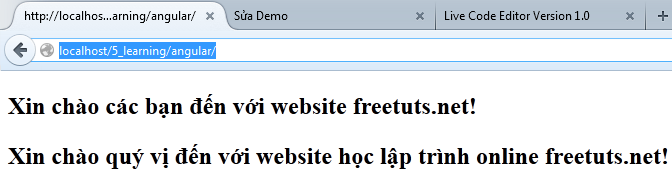 http://localhos...arning/angular/
Sửa Demo
Live Code Editor Version 1.0
localhost/5_learning/angular/
Xin chào các bạn đến với website freetuts.net!
Xin chào quý vị đến với website học lập trình online freetuts.net!